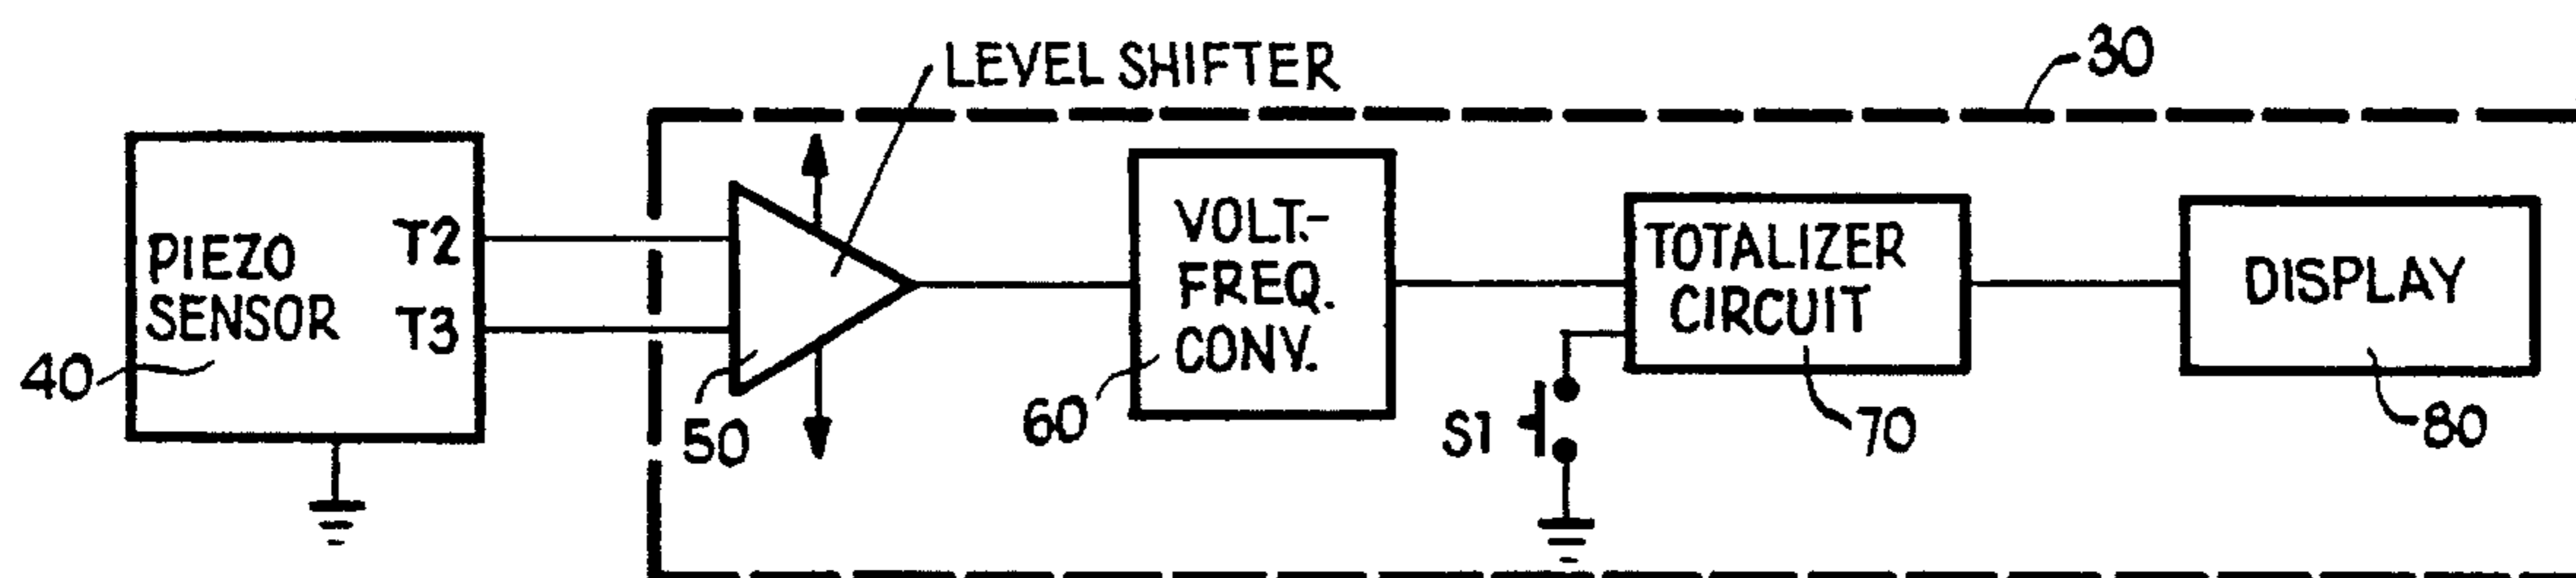 LEVEL SHIFTER
30
PIEZO
SENSOR
T2
T3
40
50
VOLT.-
FREQ.
CONV.
60
TOTALIZER
CIRCUIT
S1
70
DISPLAY
80